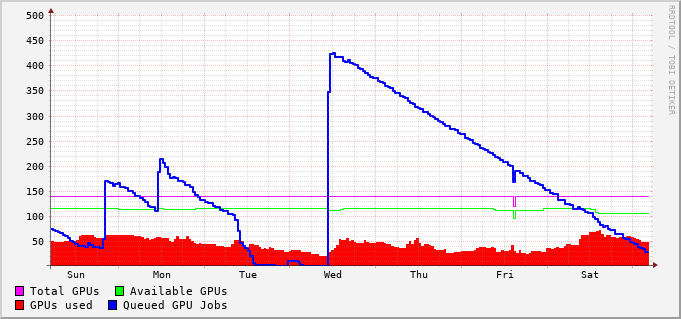 500
450
400
350
300
250
200
150
100
50
Sun Mon Tue Wed Thu Fri Sat
Total GPUs Available GPUs
GPUs used Queued GPU Jobs
RRDTOOL / TOBI OETIKER